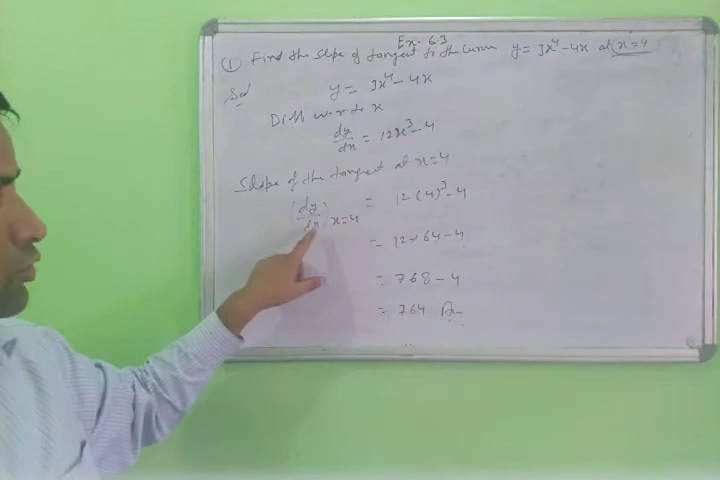 Ex- 6.3
① Find the slope of tangent to the curve y = 3x⁴ - 4x at (x = 4
Sol
y = 3x⁴ - 4x
Diff w.r. to x
dy/dx = 12x³ - 4
Slope of the tangent at x = 4
(dy/dx) x=4 = 12(4)³ - 4
= 12 × 64 - 4
= 768 - 4
= 764 Ans